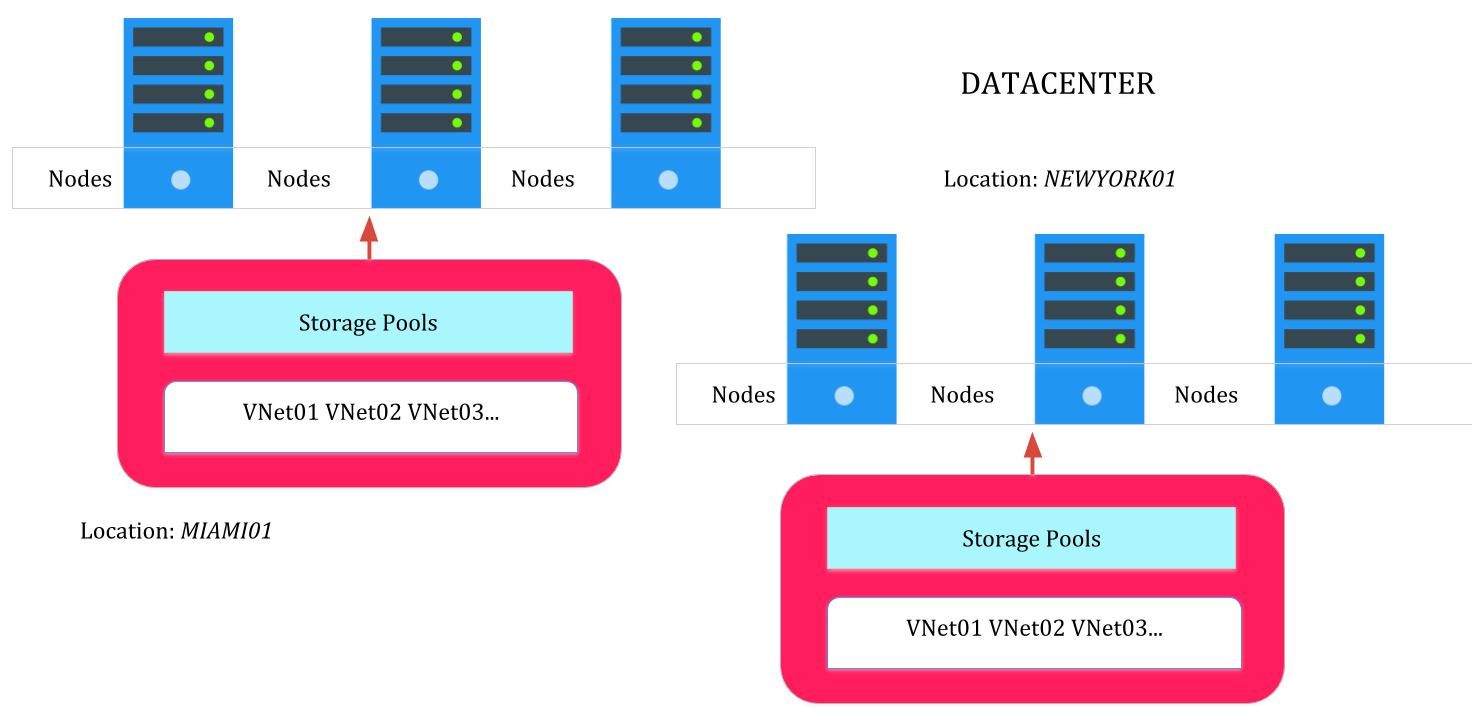 DATACENTER
Nodes Nodes Nodes
Location: NEWYORK01
Storage Pools
VNet01 VNet02 VNet03...
Location: MIAMI01
Nodes Nodes Nodes
Storage Pools
VNet01 VNet02 VNet03...